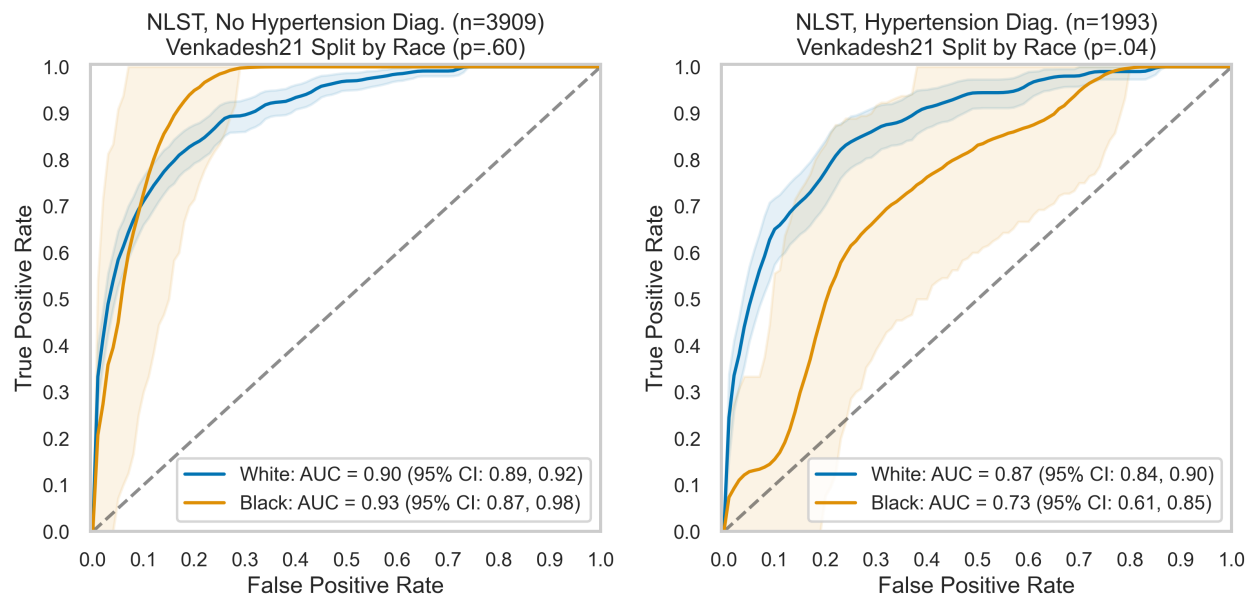 NLST, No Hypertension Diag. (n=3909)
Venkadesh21 Split by Race (p=.60)
True Positive Rate
1.0
0.9
0.8
0.7
0.6
0.5
0.4
0.3
0.2
0.1
0.0
White: AUC = 0.90 (95% CI: 0.89, 0.92)
Black: AUC = 0.93 (95% CI: 0.87, 0.98)
0.0 0.1 0.2 0.3 0.4 0.5 0.6 0.7 0.8 0.9 1.0
False Positive Rate
NLST, Hypertension Diag. (n=1993)
Venkadesh21 Split by Race (p=.04)
True Positive Rate
1.0
0.9
0.8
0.7
0.6
0.5
0.4
0.3
0.2
0.1
0.0
White: AUC = 0.87 (95% CI: 0.84, 0.90)
Black: AUC = 0.73 (95% CI: 0.61, 0.85)
0.0 0.1 0.2 0.3 0.4 0.5 0.6 0.7 0.8 0.9 1.0
False Positive Rate